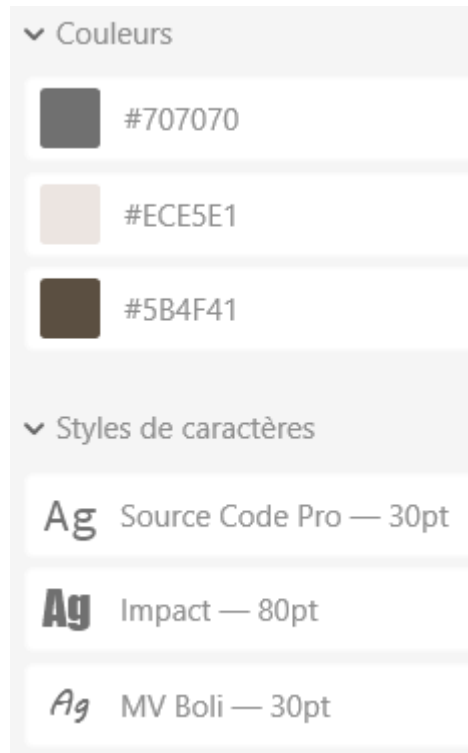 Couleurs
#707070
#ECE5E1
#5B4F41
Styles de caractères
Ag Source Code Pro — 30pt
Ag Impact — 80pt
Ag MV Boli — 30pt